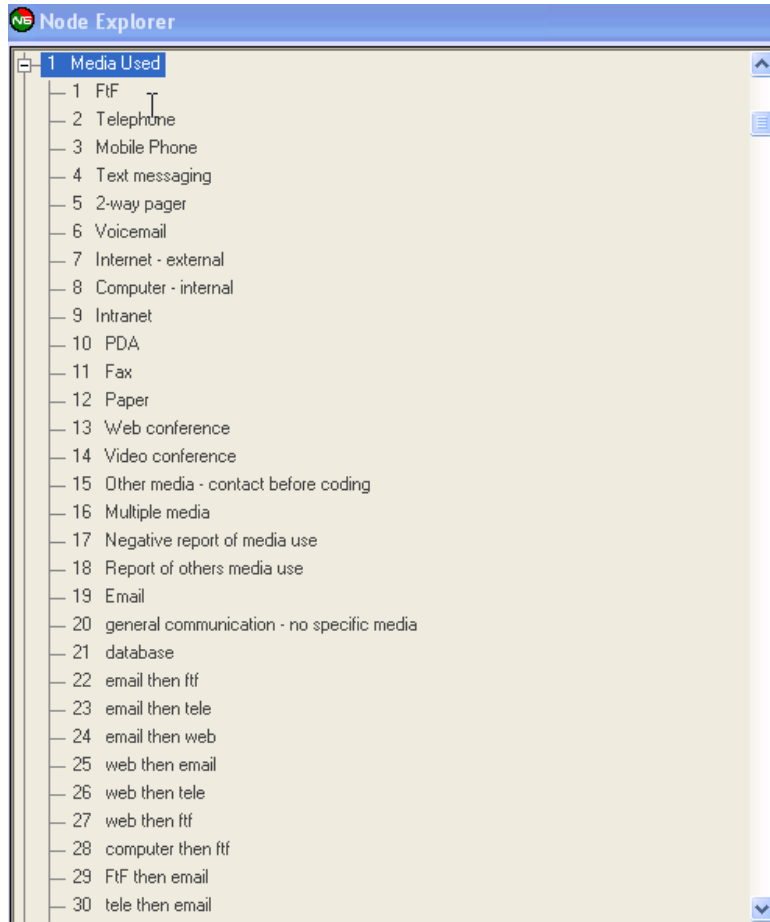 N6 Node Explorer
1 Media Used
1 FtF
2 Telephone
3 Mobile Phone
4 Text messaging
5 2-way pager
6 Voicemail
7 Internet - external
8 Computer - internal
9 Intranet
10 PDA
11 Fax
12 Paper
13 Web conference
14 Video conference
15 Other media - contact before coding
16 Multiple media
17 Negative report of media use
18 Report of others media use
19 Email
20 general communication - no specific media
21 database
22 email then ftf
23 email then tele
24 email then web
25 web then email
26 web then tele
27 web then ftf
28 computer then ftf
29 FtF then email
30 tele then email